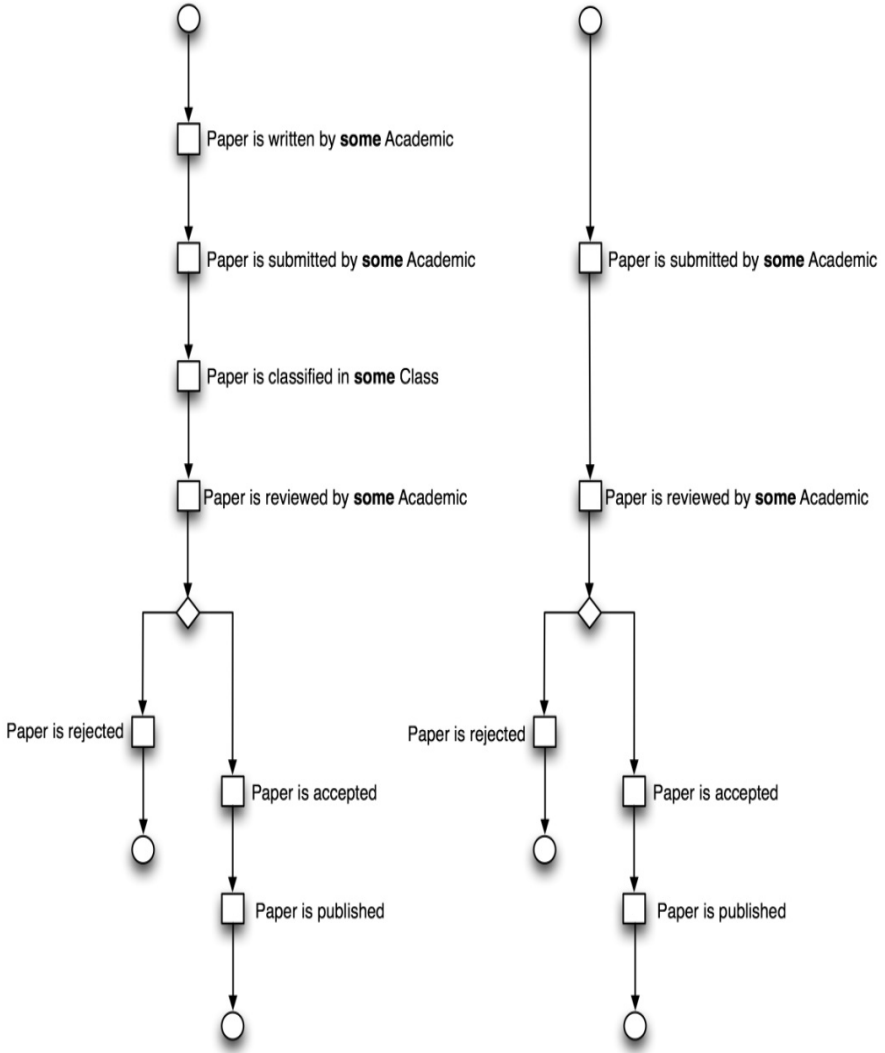 Paper is written by some Academic
Paper is submitted by some Academic
Paper is classified in some Class
Paper is reviewed by some Academic
Paper is rejected
Paper is accepted
Paper is published
Paper is submitted by some Academic
Paper is reviewed by some Academic
Paper is rejected
Paper is accepted
Paper is published